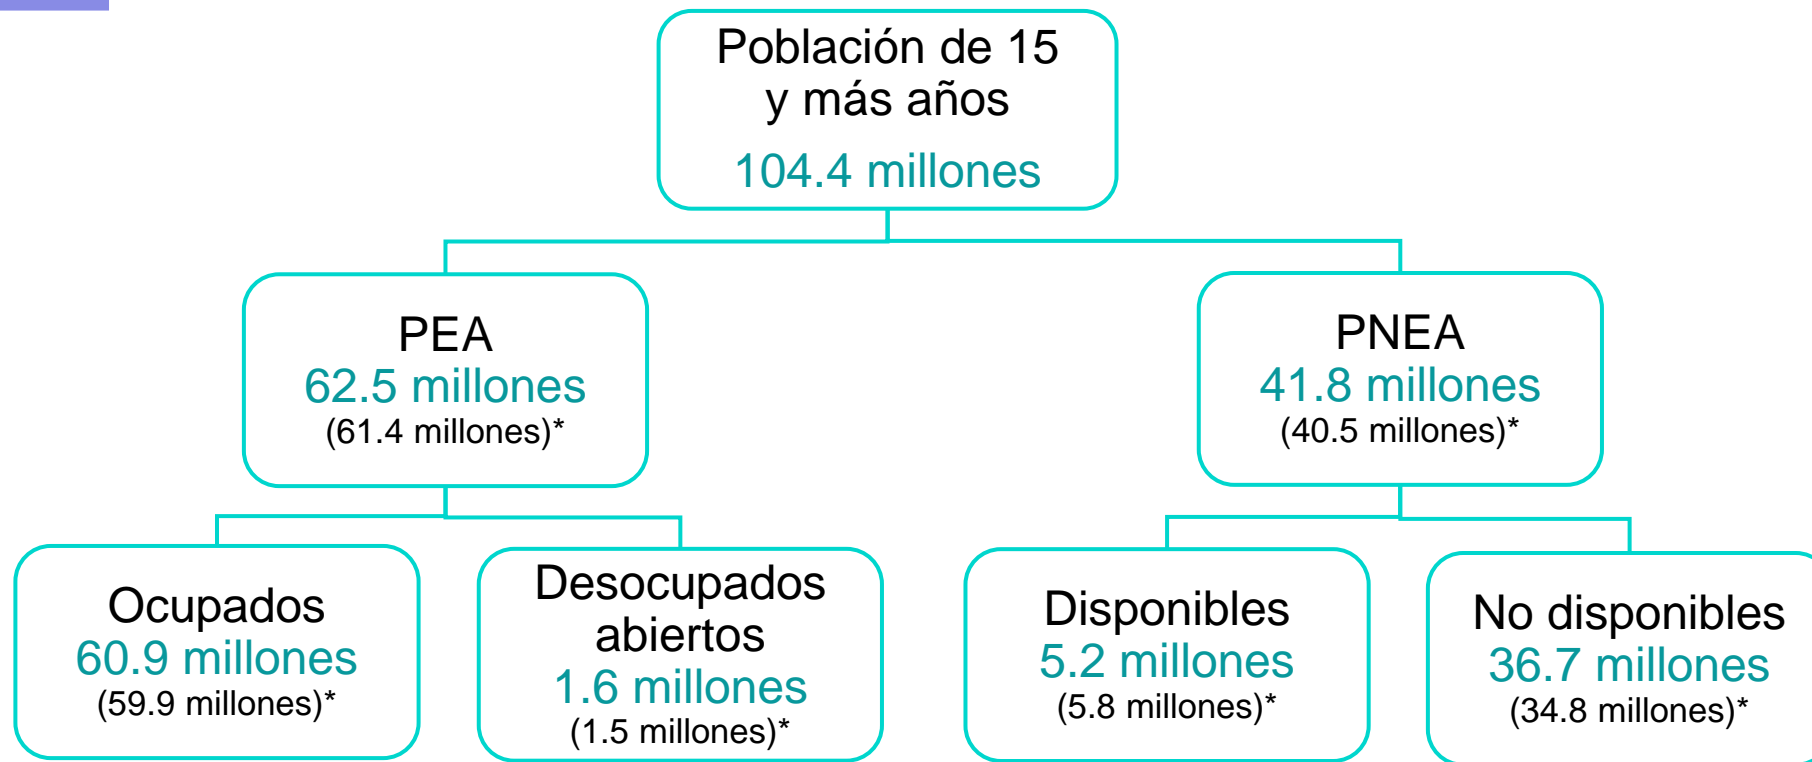 Población de 15
y más años
104.4 millones
PEA
62.5 millones
(61.4 millones)*
PNEA
41.8 millones
(40.5 millones)*
Ocupados
60.9 millones
(59.9 millones)*
Desocupados
abiertos
1.6 millones
(1.5 millones)*
Disponibles
5.2 millones
(5.8 millones)*
No disponibles
36.7 millones
(34.8 millones)*